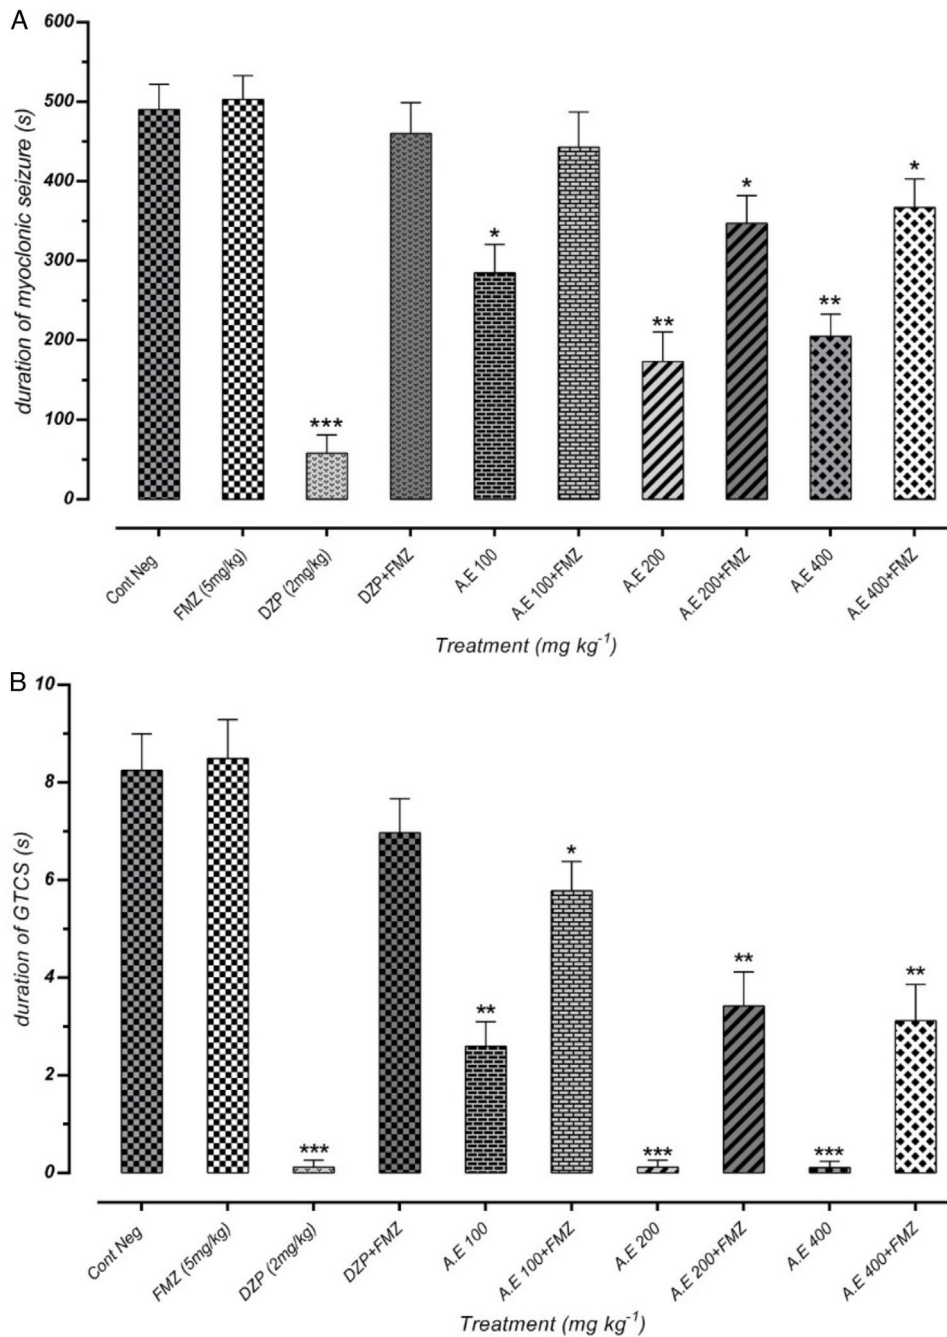 A
duration of myoclonic seizure (s)
600
500
400
300
200
100
0
***
*
**
*
**
*
Cont Neg
FMZ (5mg/kg)
DZP (2mg/kg)
DZP+FMZ
A.E 100
A.E 100+FMZ
A.E 200
A.E 200+FMZ
A.E 400
A.E 400+FMZ
Treatment (mg kg⁻¹)
B
duration of GTCS (s)
10
8
6
4
2
0
***
**
*
***
**
***
**
Cont Neg
FMZ (5mg/kg)
DZP (2mg/kg)
DZP+FMZ
A.E 100
A.E 100+FMZ
A.E 200
A.E 200+FMZ
A.E 400
A.E 400+FMZ
Treatment (mg kg⁻¹)